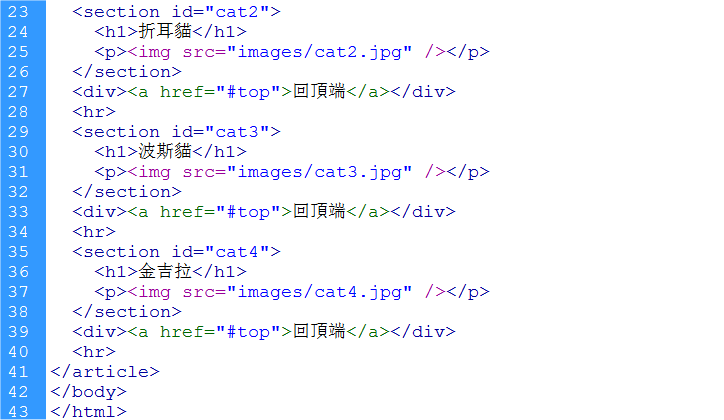 23   <section id="cat2">
24     <h1>折耳貓</h1>
25     <p><img src="images/cat2.jpg" /></p>
26   </section>
27   <div><a href="#top">回頂端</a></div>
28   <hr>
29   <section id="cat3">
30     <h1>波斯貓</h1>
31     <p><img src="images/cat3.jpg" /></p>
32   </section>
33   <div><a href="#top">回頂端</a></div>
34   <hr>
35   <section id="cat4">
36     <h1>金吉拉</h1>
37     <p><img src="images/cat4.jpg" /></p>
38   </section>
39   <div><a href="#top">回頂端</a></div>
40   <hr>
41 </article>
42 </body>
43 </html>